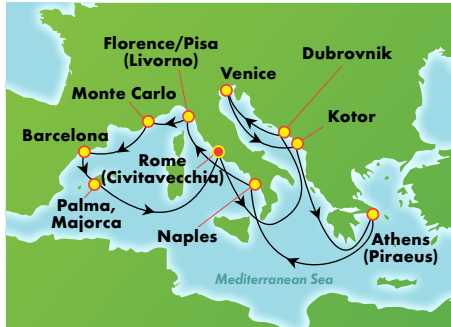 Florence/Pisa
(Livorno)
Dubrovnik
Venice
Monte Carlo
Kotor
Barcelona
Rome
(Civitavecchia)
Palma,
Majorca
Naples
Athens
(Piraeus)
Mediterranean Sea